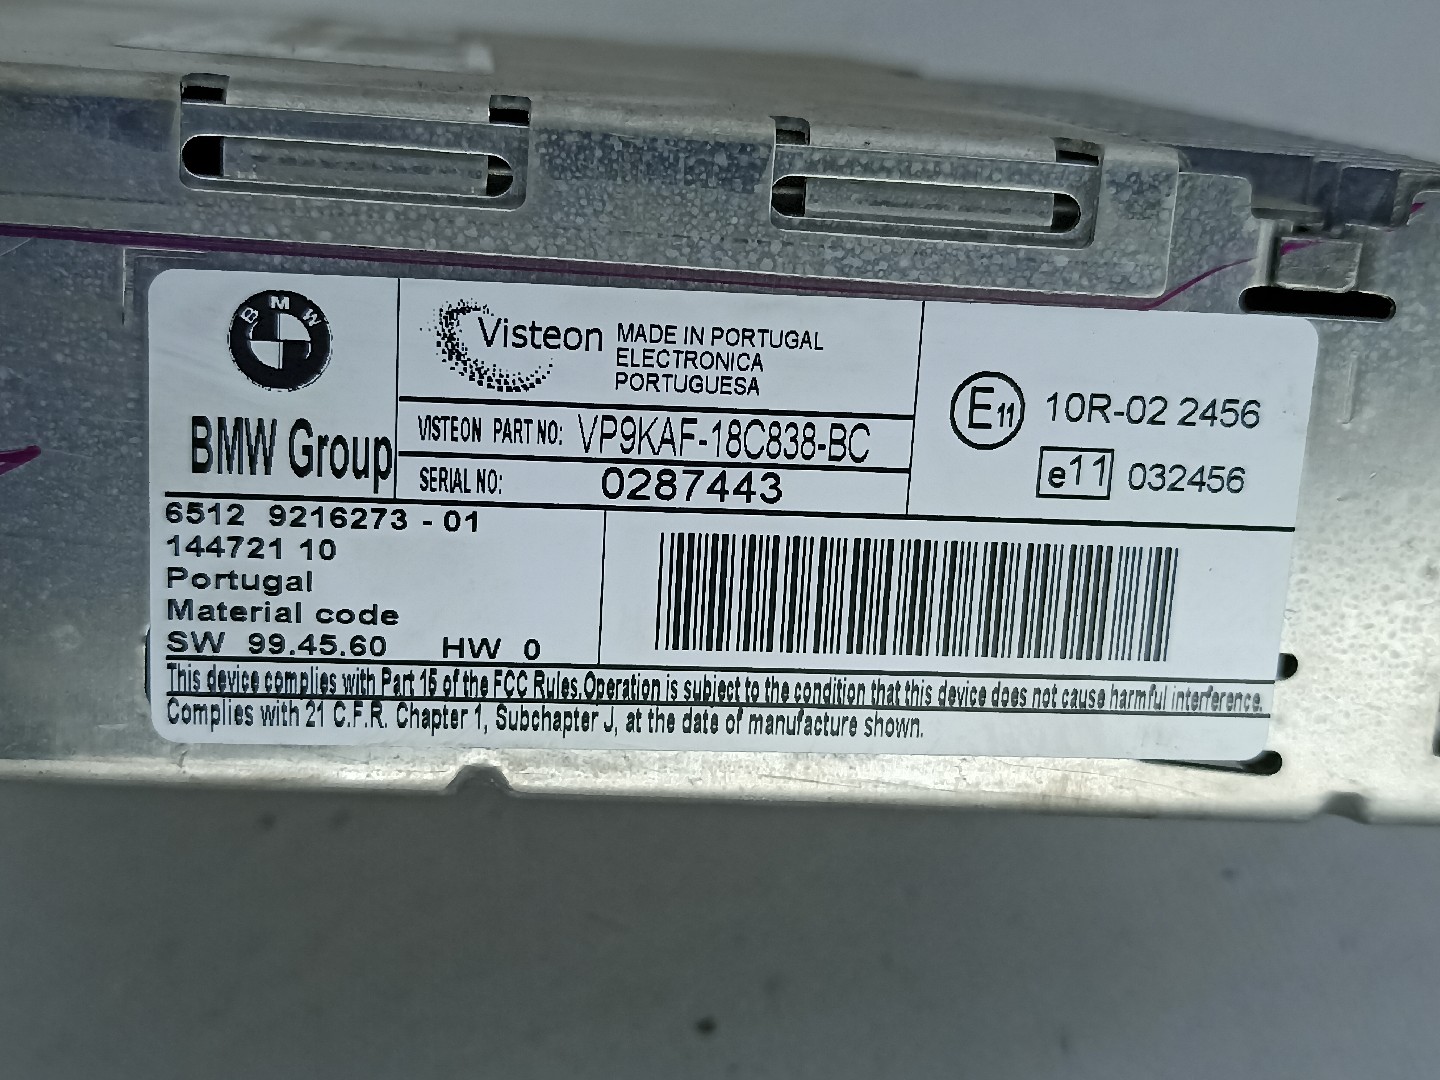 BMW
BMW Group
Visteon
MADE IN PORTUGAL
ELECTRONICA
PORTUGUESA
VISTEON PART NO: VP9KAF-18C838-BC
SERIAL NO: 0287443
E11 10R-02 2456
e11 032456
6512 9216273 - 01
144721 10
Portugal
Material code
SW 99.45.60 HW 0
This device complies with Part 15 of the FCC Rules.Operation is subject to the condition that this device does not cause harmful interference.
Complies with 21 C.F.R. Chapter 1, Subchapter J, at the date of manufacture shown.